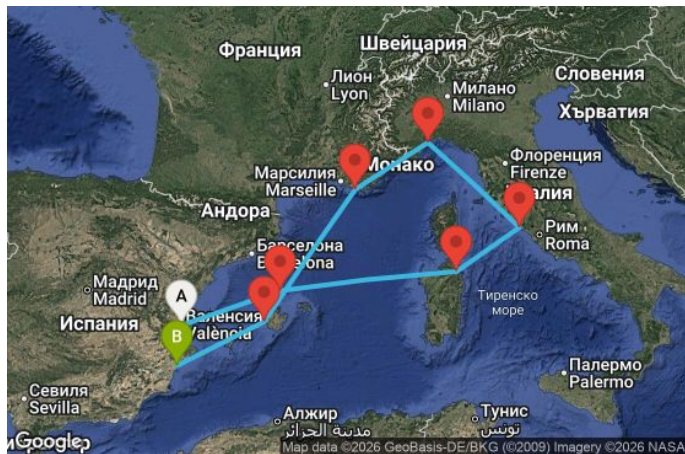 Франция
Швейцария
Лион
Lyon
Милано
Milano
Словения
Хърватия
Марсилия
Marseille
Монако
Флоренция
Firenze
Андора
Рим
Roma
Барселона
Мадрид
Madrid
A
Валенсия
València
Испания
B
Тиренско
море
Палермо
Palermo
Севиля
Sevilla
Алжир
مدينة الجزائر
Тунис
تونس
Google
Map data ©2026 GeoBasis-DE/BKG (©2009) Imagery ©2026 NASA